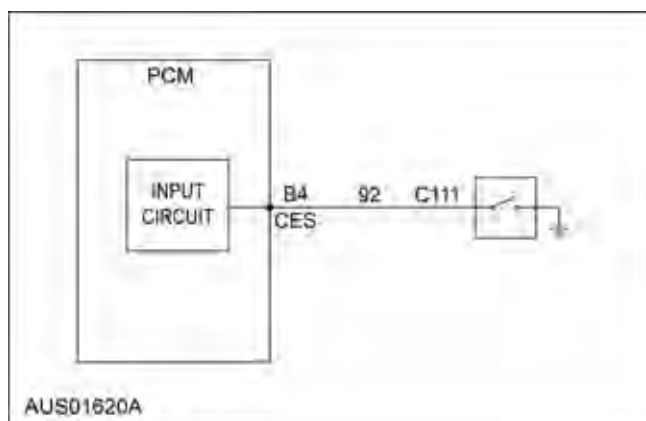 PCM
INPUT
CIRCUIT
B4 92 C111
CES
AUS01620A